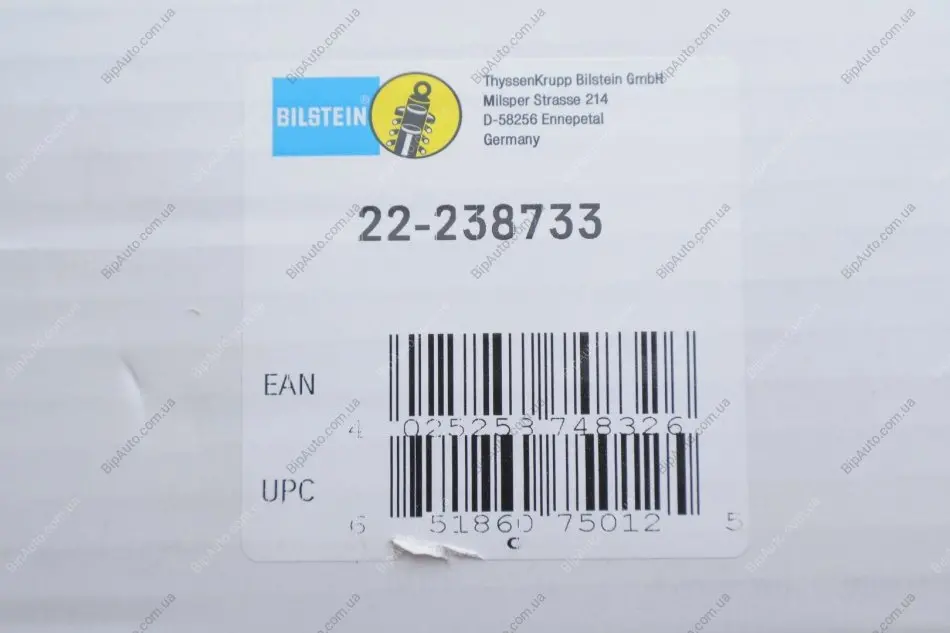 BILSTEIN®
ThyssenKrupp Bilstein GmbH
Milsper Strasse 214
D-58256 Ennepetal
Germany
22-238733
EAN
4 025258 748326
UPC
6 51860 75012 5
C
BipAuto.com.ua